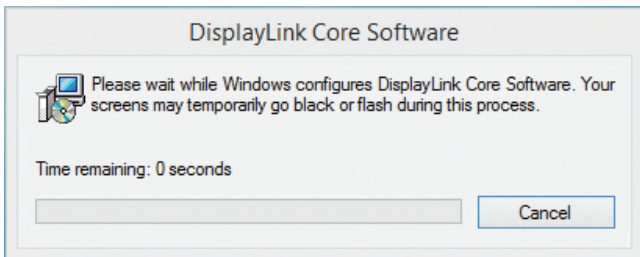 DisplayLink Core Software
Please wait while Windows configures DisplayLink Core Software. Your
screens may temporarily go black or flash during this process.
Time remaining: 0 seconds
Cancel